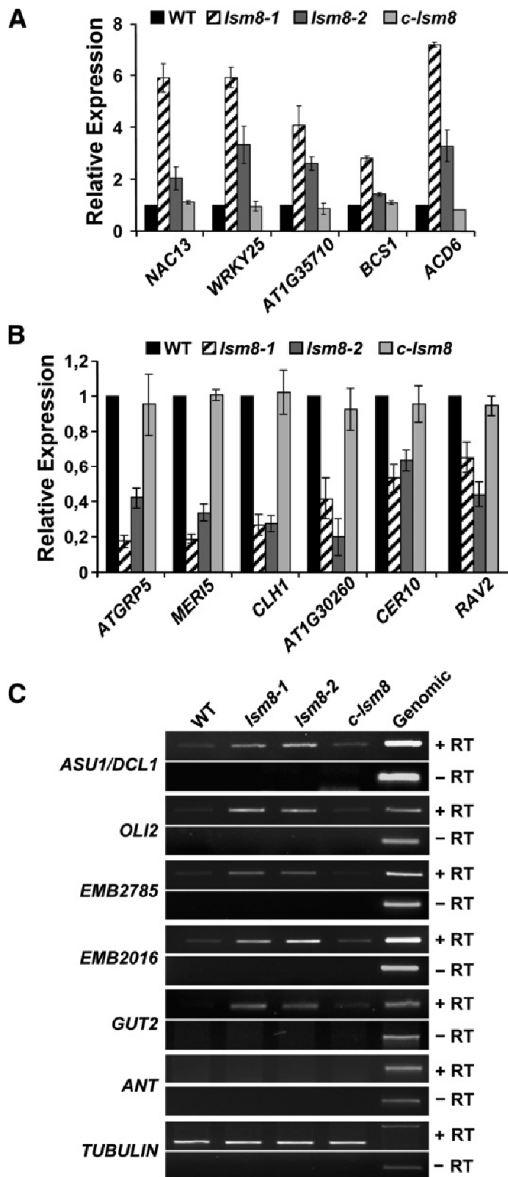 A
WT lsm8-1 lsm8-2 c-lsm8
Relative Expression
8
6
4
2
0
NAC13 WRKY25 AT1G35710 BCS1 ACD6
B
WT lsm8-1 lsm8-2 c-lsm8
Relative Expression
1,2
1
0,8
0,6
0,4
0,2
0
ATGRP5 MERI5 CLH1 AT1G30260 CER10 RAV2
C
WT lsm8-1 lsm8-2 c-lsm8 Genomic
ASU1/DCL1
+ RT
– RT
OLI2
+ RT
– RT
EMB2785
+ RT
– RT
EMB2016
+ RT
– RT
GUT2
+ RT
– RT
ANT
+ RT
– RT
TUBULIN
+ RT
– RT